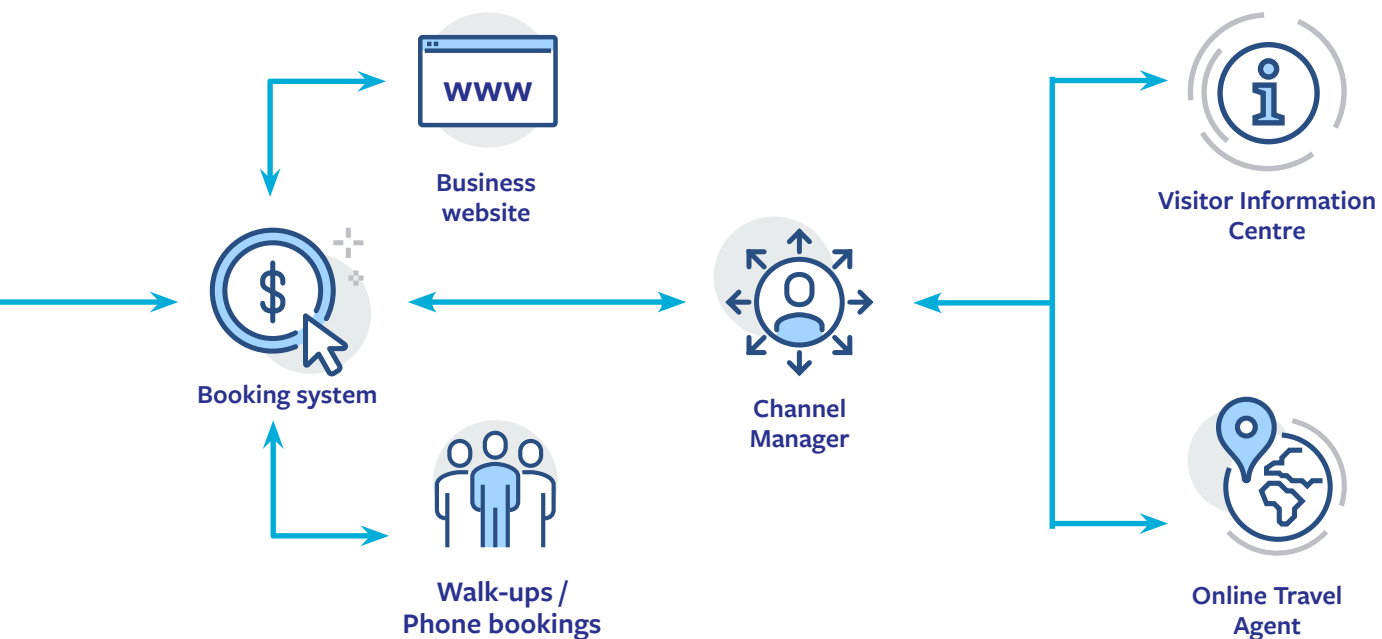 www
Business
website
Booking system
$
Walk-ups /
Phone bookings
Channel
Manager
i
Visitor Information
Centre
Online Travel
Agent